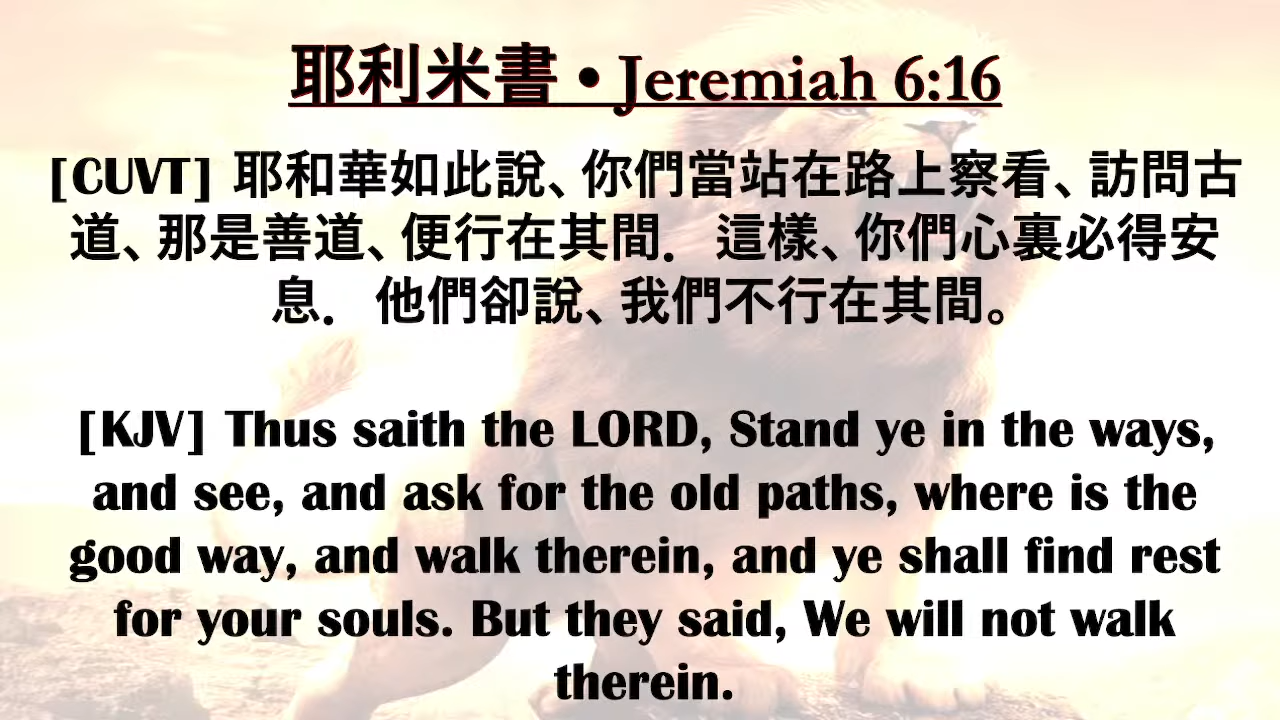 耶利米書 • Jeremiah 6:16
[CUVT] 耶和華如此說、你們當站在路上察看、訪問古
道、那是善道、便行在其間． 這樣、你們心裏必得安
息． 他們卻說、我們不行在其間。
[KJV] Thus saith the LORD, Stand ye in the ways,
and see, and ask for the old paths, where is the
good way, and walk therein, and ye shall find rest
for your souls. But they said, We will not walk
therein.